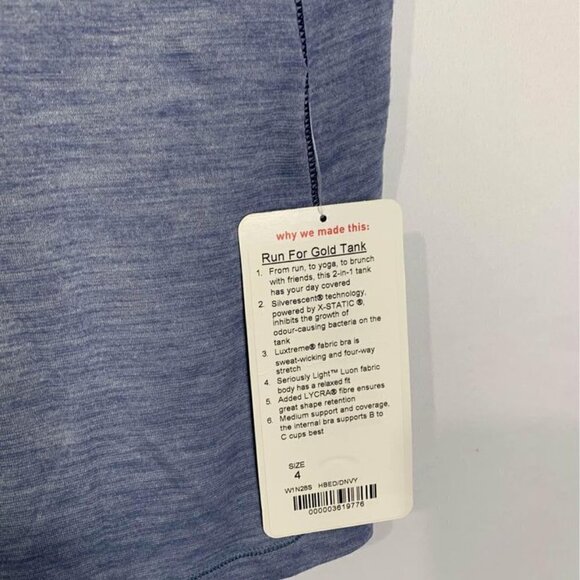 why we made this:
Run For Gold Tank
1. From run, to yoga, to brunch
with friends, this 2-in-1 tank
has your day covered
2. Silverescent® technology,
powered by X-STATIC ®,
inhibits the growth of
odour-causing bacteria on the
tank
3. Luxtreme® fabric bra is
sweat-wicking and four-way
stretch
4. Seriously Light™ Luon fabric
body has a relaxed fit
5. Added LYCRA® fibre ensures
great shape retention
6. Medium support and coverage,
the internal bra supports B to
C cups best
SIZE
4
W1N28S HBED/DNVY
000003619776